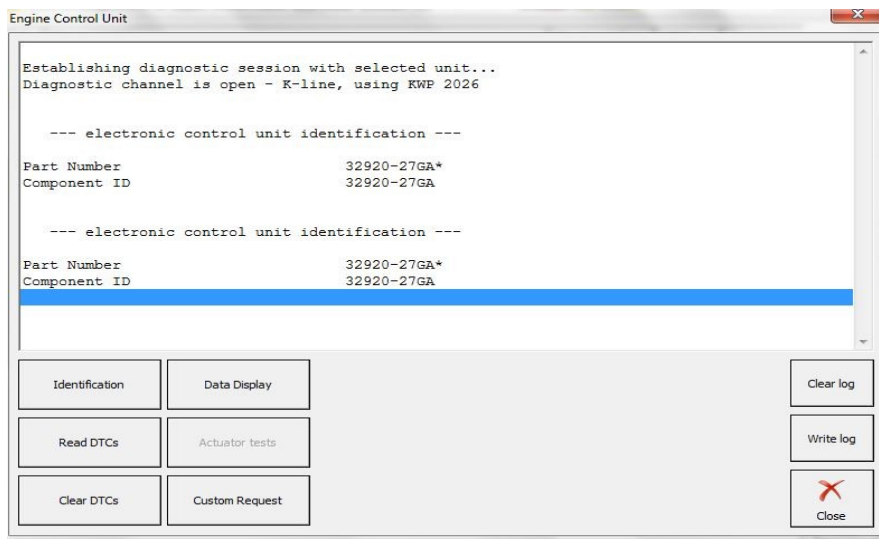 Engine Control Unit
Establishing diagnostic session with selected unit...
Diagnostic channel is open - K-line, using KWP 2026
--- electronic control unit identification ---
Part Number 32920-27GA*
Component ID 32920-27GA
--- electronic control unit identification ---
Part Number 32920-27GA*
Component ID 32920-27GA
Identification Data Display Clear log
Read DTCs Actuator tests Write log
Clear DTCs Custom Request Close